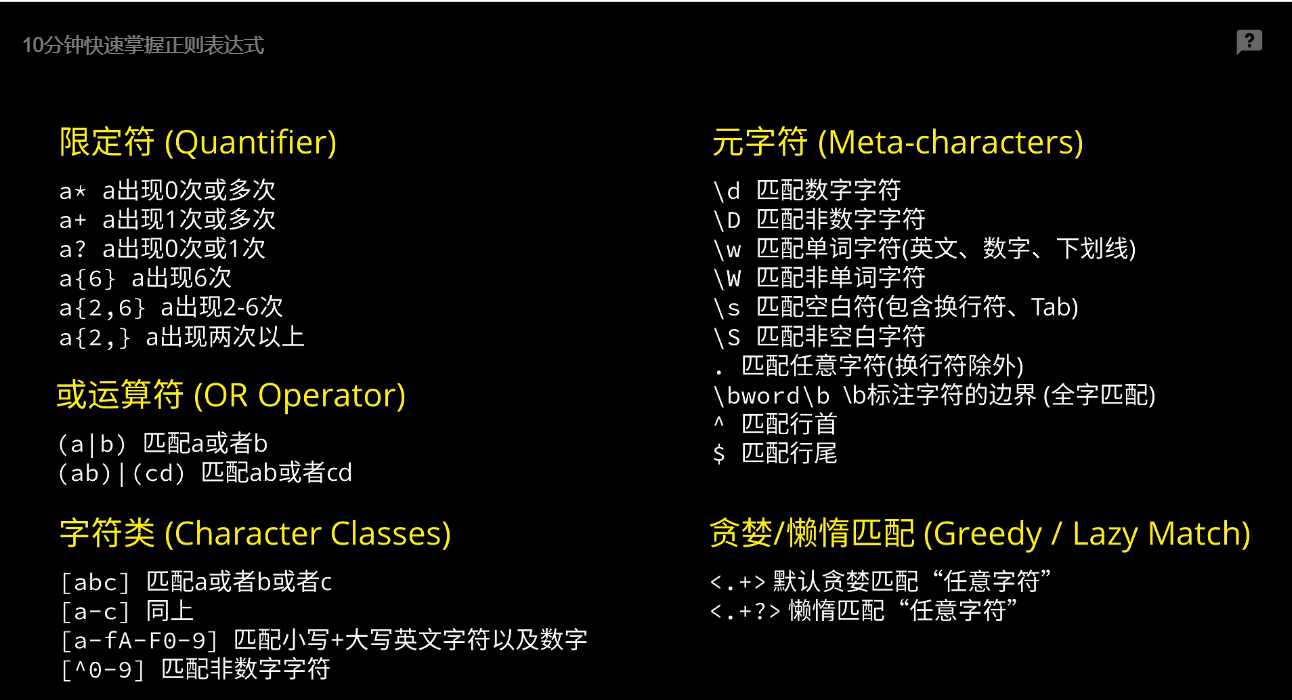 10分钟快速掌握正则表达式
限定符 (Quantifier)
a* a出现0次或多次
a+ a出现1次或多次
a? a出现0次或1次
a{6} a出现6次
a{2,6} a出现2-6次
a{2,} a出现两次以上
或运算符 (OR Operator)
(a|b) 匹配a或者b
(ab)|(cd) 匹配ab或者cd
字符类 (Character Classes)
[abc] 匹配a或者b或者c
[a-c] 同上
[a-fA-F0-9] 匹配小写+大写英文字符以及数字
[^0-9] 匹配非数字字符
元字符 (Meta-characters)
\d 匹配数字字符
\D 匹配非数字字符
\w 匹配单词字符(英文、数字、下划线)
\W 匹配非单词字符
\s 匹配空白符(包含换行符、Tab)
\S 匹配非空白字符
. 匹配任意字符(换行符除外)
\bword\b \b标注字符的边界 (全字匹配)
^ 匹配行首
$ 匹配行尾
贪婪/懒惰匹配 (Greedy / Lazy Match)
<.+> 默认贪婪匹配“任意字符”
<.+?> 懒惰匹配“任意字符”